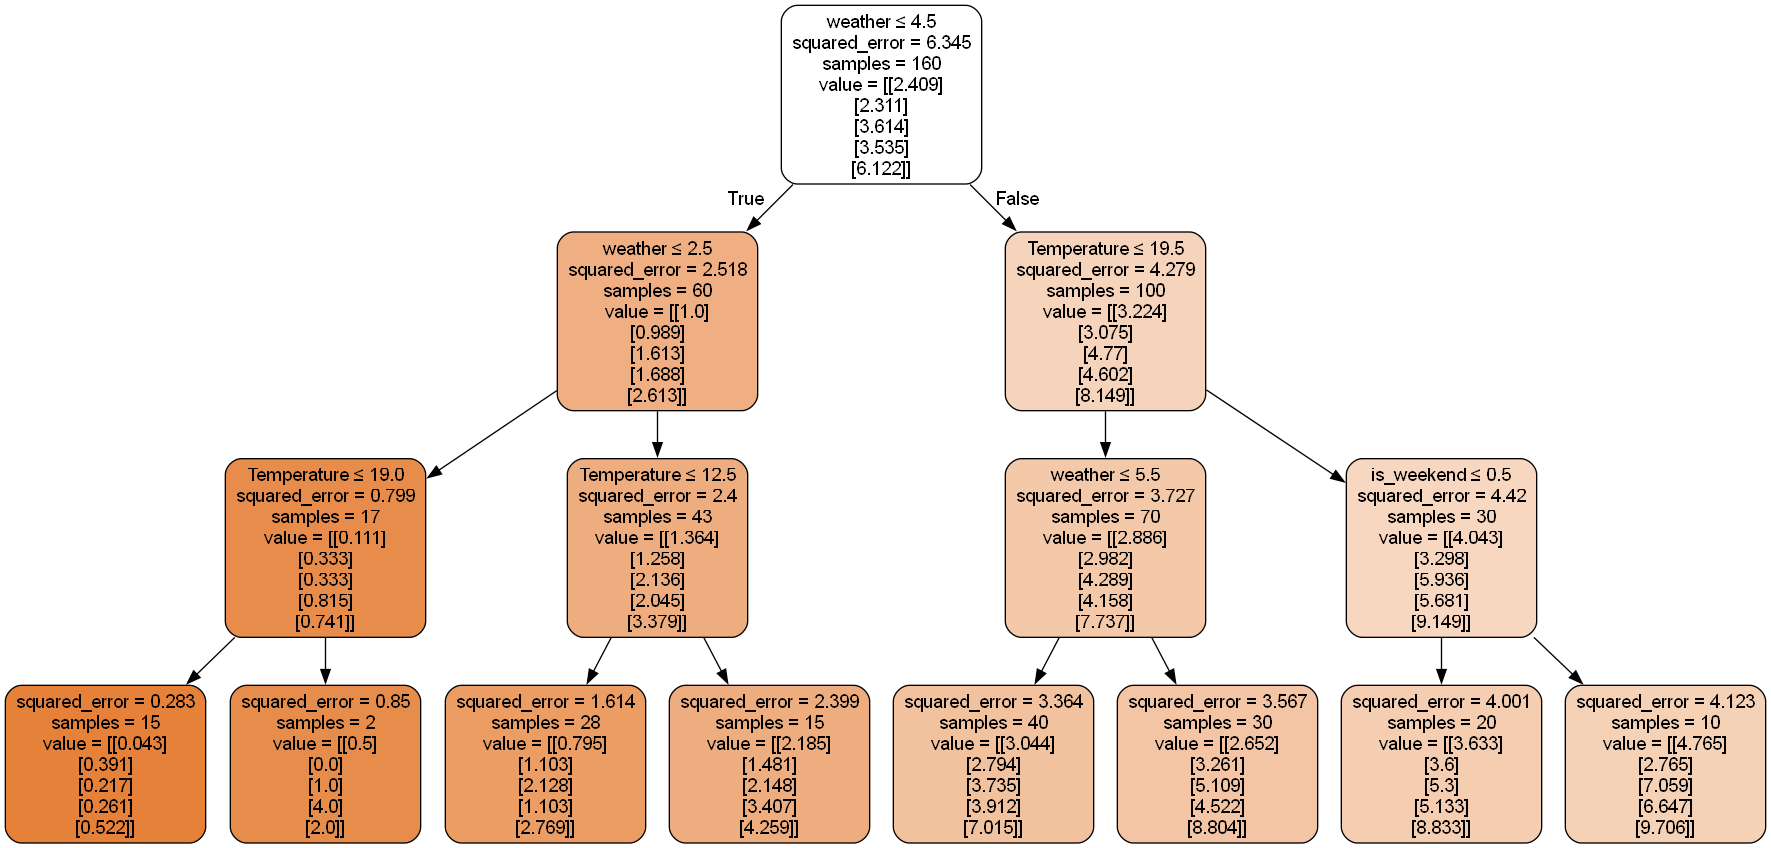 weather ≤ 4.5
squared_error = 6.345
samples = 160
value = [[2.409]
[2.311]
[3.614]
[3.535]
[6.122]]
True
False
weather ≤ 2.5
squared_error = 2.518
samples = 60
value = [[1.0]
[0.989]
[1.613]
[1.688]
[2.613]]
Temperature ≤ 19.5
squared_error = 4.279
samples = 100
value = [[3.224]
[3.075]
[4.77]
[4.602]
[8.149]]
Temperature ≤ 19.0
squared_error = 0.799
samples = 17
value = [[0.111]
[0.333]
[0.333]
[0.815]
[0.741]]
Temperature ≤ 12.5
squared_error = 2.4
samples = 43
value = [[1.364]
[1.258]
[2.136]
[2.045]
[3.379]]
weather ≤ 5.5
squared_error = 3.727
samples = 70
value = [[2.886]
[2.982]
[4.289]
[4.158]
[7.737]]
is_weekend ≤ 0.5
squared_error = 4.42
samples = 30
value = [[4.043]
[3.298]
[5.936]
[5.681]
[9.149]]
squared_error = 0.283
samples = 15
value = [[0.043]
[0.391]
[0.217]
[0.261]
[0.522]]
squared_error = 0.85
samples = 2
value = [[0.5]
[0.0]
[1.0]
[4.0]
[2.0]]
squared_error = 1.614
samples = 28
value = [[0.795]
[1.103]
[2.128]
[1.103]
[2.769]]
squared_error = 2.399
samples = 15
value = [[2.185]
[1.481]
[2.148]
[3.407]
[4.259]]
squared_error = 3.364
samples = 40
value = [[3.044]
[2.794]
[3.735]
[3.912]
[7.015]]
squared_error = 3.567
samples = 30
value = [[2.652]
[3.261]
[5.109]
[4.522]
[8.804]]
squared_error = 4.001
samples = 20
value = [[3.633]
[3.6]
[5.3]
[5.133]
[8.833]]
squared_error = 4.123
samples = 10
value = [[4.765]
[2.765]
[7.059]
[6.647]
[9.706]]